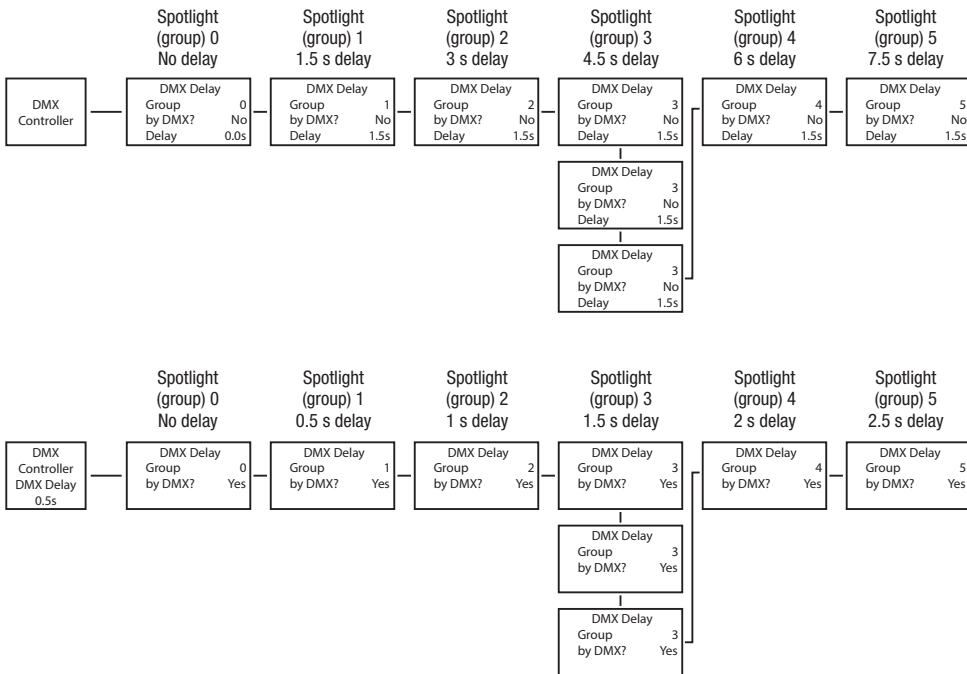 Spotlight
(group) 0
No delay
Spotlight
(group) 1
1.5 s delay
Spotlight
(group) 2
3 s delay
Spotlight
(group) 3
4.5 s delay
Spotlight
(group) 4
6 s delay
Spotlight
(group) 5
7.5 s delay
DMX
Controller
DMX Delay
Group 0
by DMX? No
Delay 0.0s
DMX Delay
Group 1
by DMX? No
Delay 1.5s
DMX Delay
Group 2
by DMX? No
Delay 1.5s
DMX Delay
Group 3
by DMX? No
Delay 1.5s
DMX Delay
Group 3
by DMX? No
Delay 1.5s
DMX Delay
Group 3
by DMX? No
Delay 1.5s
DMX Delay
Group 4
by DMX? No
Delay 1.5s
DMX Delay
Group 5
by DMX? No
Delay 1.5s
Spotlight
(group) 0
No delay
Spotlight
(group) 1
0.5 s delay
Spotlight
(group) 2
1 s delay
Spotlight
(group) 3
1.5 s delay
Spotlight
(group) 4
2 s delay
Spotlight
(group) 5
2.5 s delay
DMX
Controller
DMX Delay
0.5s
DMX Delay
Group 0
by DMX? Yes
DMX Delay
Group 1
by DMX? Yes
DMX Delay
Group 2
by DMX? Yes
DMX Delay
Group 3
by DMX? Yes
DMX Delay
Group 3
by DMX? Yes
DMX Delay
Group 3
by DMX? Yes
DMX Delay
Group 4
by DMX? Yes
DMX Delay
Group 5
by DMX? Yes